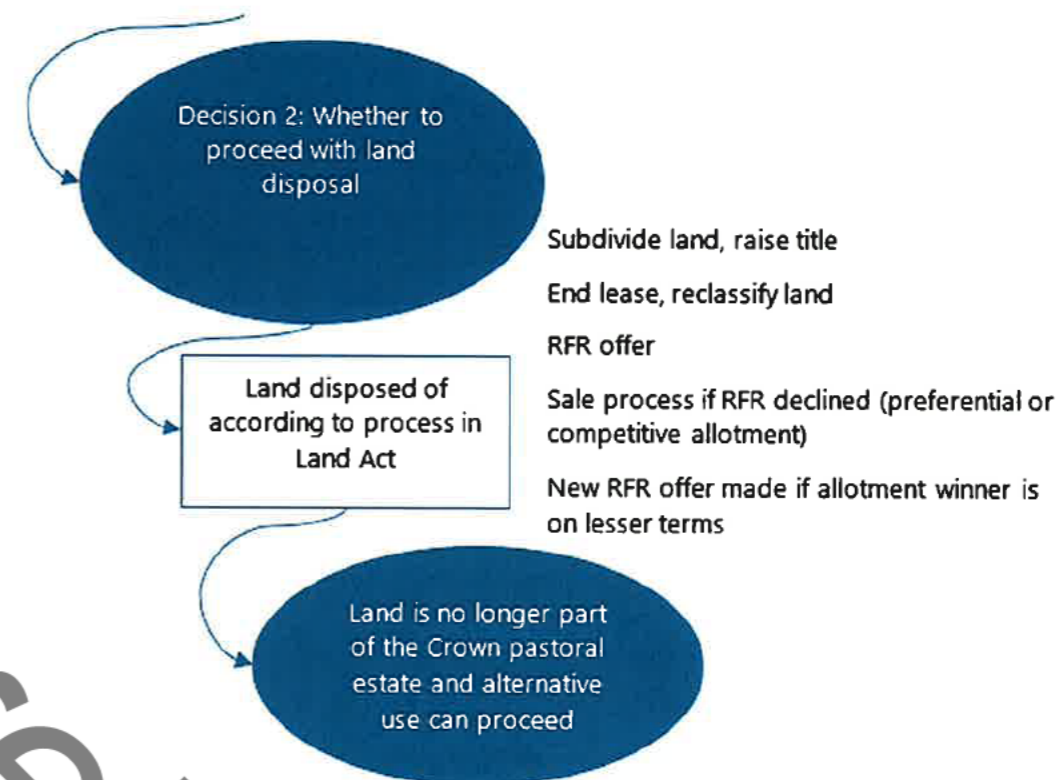 Decision 2: Whether to
proceed with land
disposal
Subdivide land, raise title
End lease, reclassify land
RFR offer
Land disposed of
according to process in
Land Act
Sale process if RFR declined (preferential or
competitive allotment)
New RFR offer made if allotment winner is
on lesser terms
Land is no longer part
of the Crown pastoral
estate and alternative
use can proceed